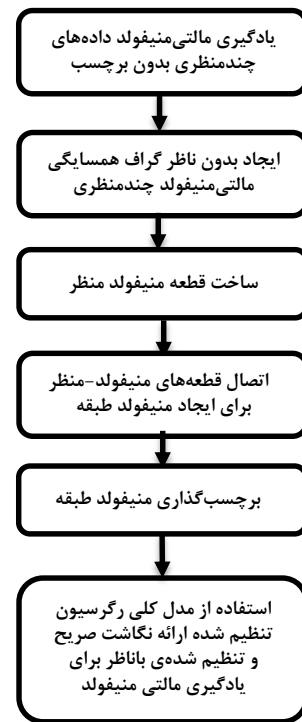 یادگیری مالتی‌منیفولد داده‌های
چندمنظری بدون برچسب
ایجاد بدون ناظر گراف همسایگی
مالتی‌منیفولد چندمنظری
ساخت قطعه منیفولد منظر
اتصال قطعه‌های منیفولد-منظر
برای ایجاد منیفولد طبقه
برچسب‌گذاری منیفولد طبقه
استفاده از مدل کلی رگرسیون
تنظیم شده ارائه نگاشت صریح
و تنظیم شده‌ی باناظر برای
یادگیری مالتی منیفولد